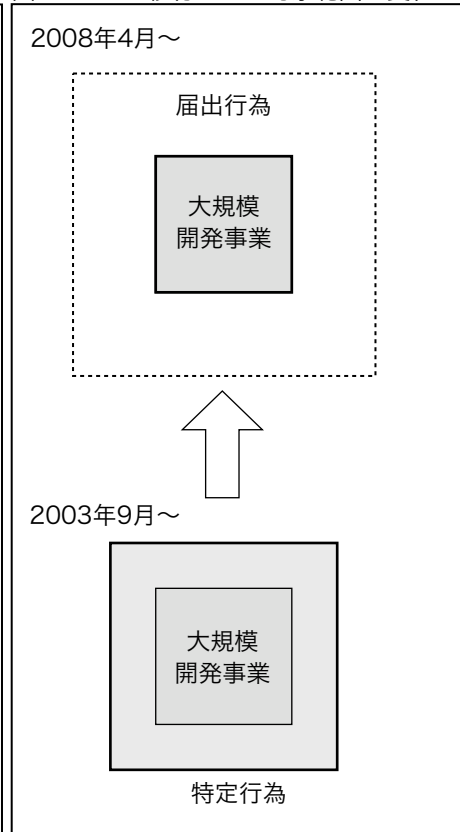 2008年4月～
届出行為
大規模
開発事業
2003年9月～
大規模
開発事業
特定行為